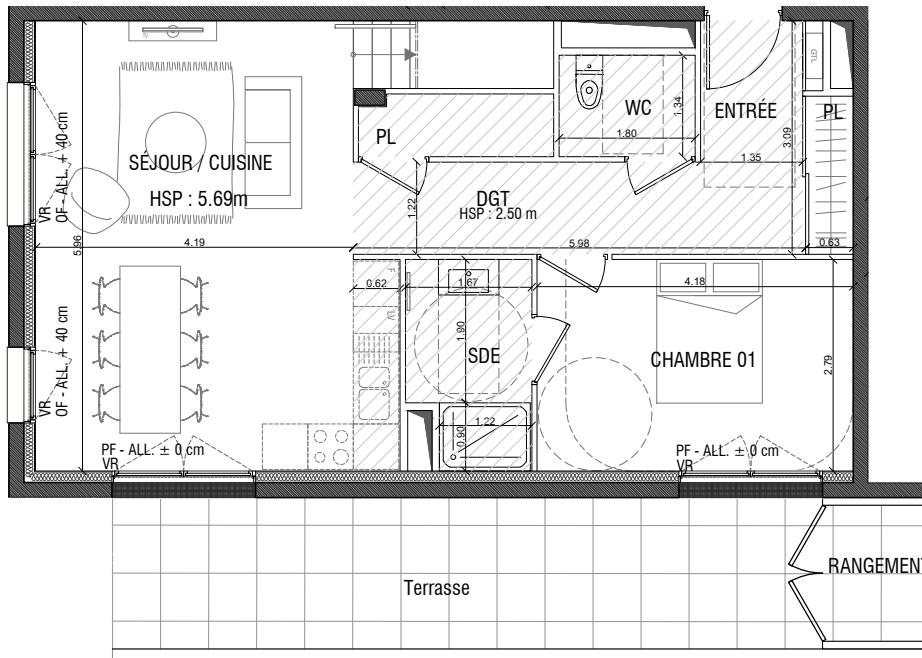 GTL
WC
1.34
ENTRÉE
PL
PL
1.80
3.09
1.35
SÉJOUR / CUISINE
HSP : 5.69m
VR
OF - ALL. + 40 cm
DGT
HSP : 2.50 m
1.22
5.96
4.19
5.98
0.63
F
0.62
1.67
4.18
LV
1.90
SDE
CHAMBRE 01
2.79
VR
OF - ALL. + 40 cm
1.22
0.90
PF - ALL. ± 0 cm
VR
PF - ALL. ± 0 cm
VR
Terrasse
RANGEMENT